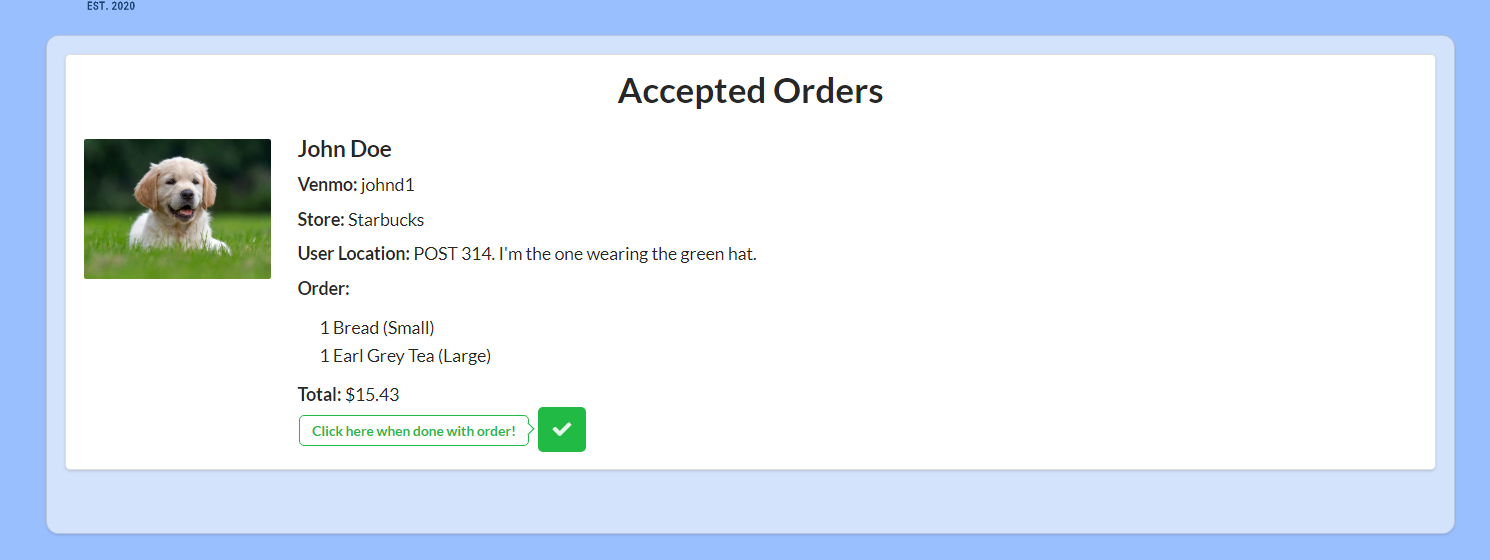 EST. 2020
Accepted Orders
John Doe
Venmo: johnd1
Store: Starbucks
User Location: POST 314. I'm the one wearing the green hat.
Order:
1 Bread (Small)
1 Earl Grey Tea (Large)
Total: $15.43
Click here when done with order!